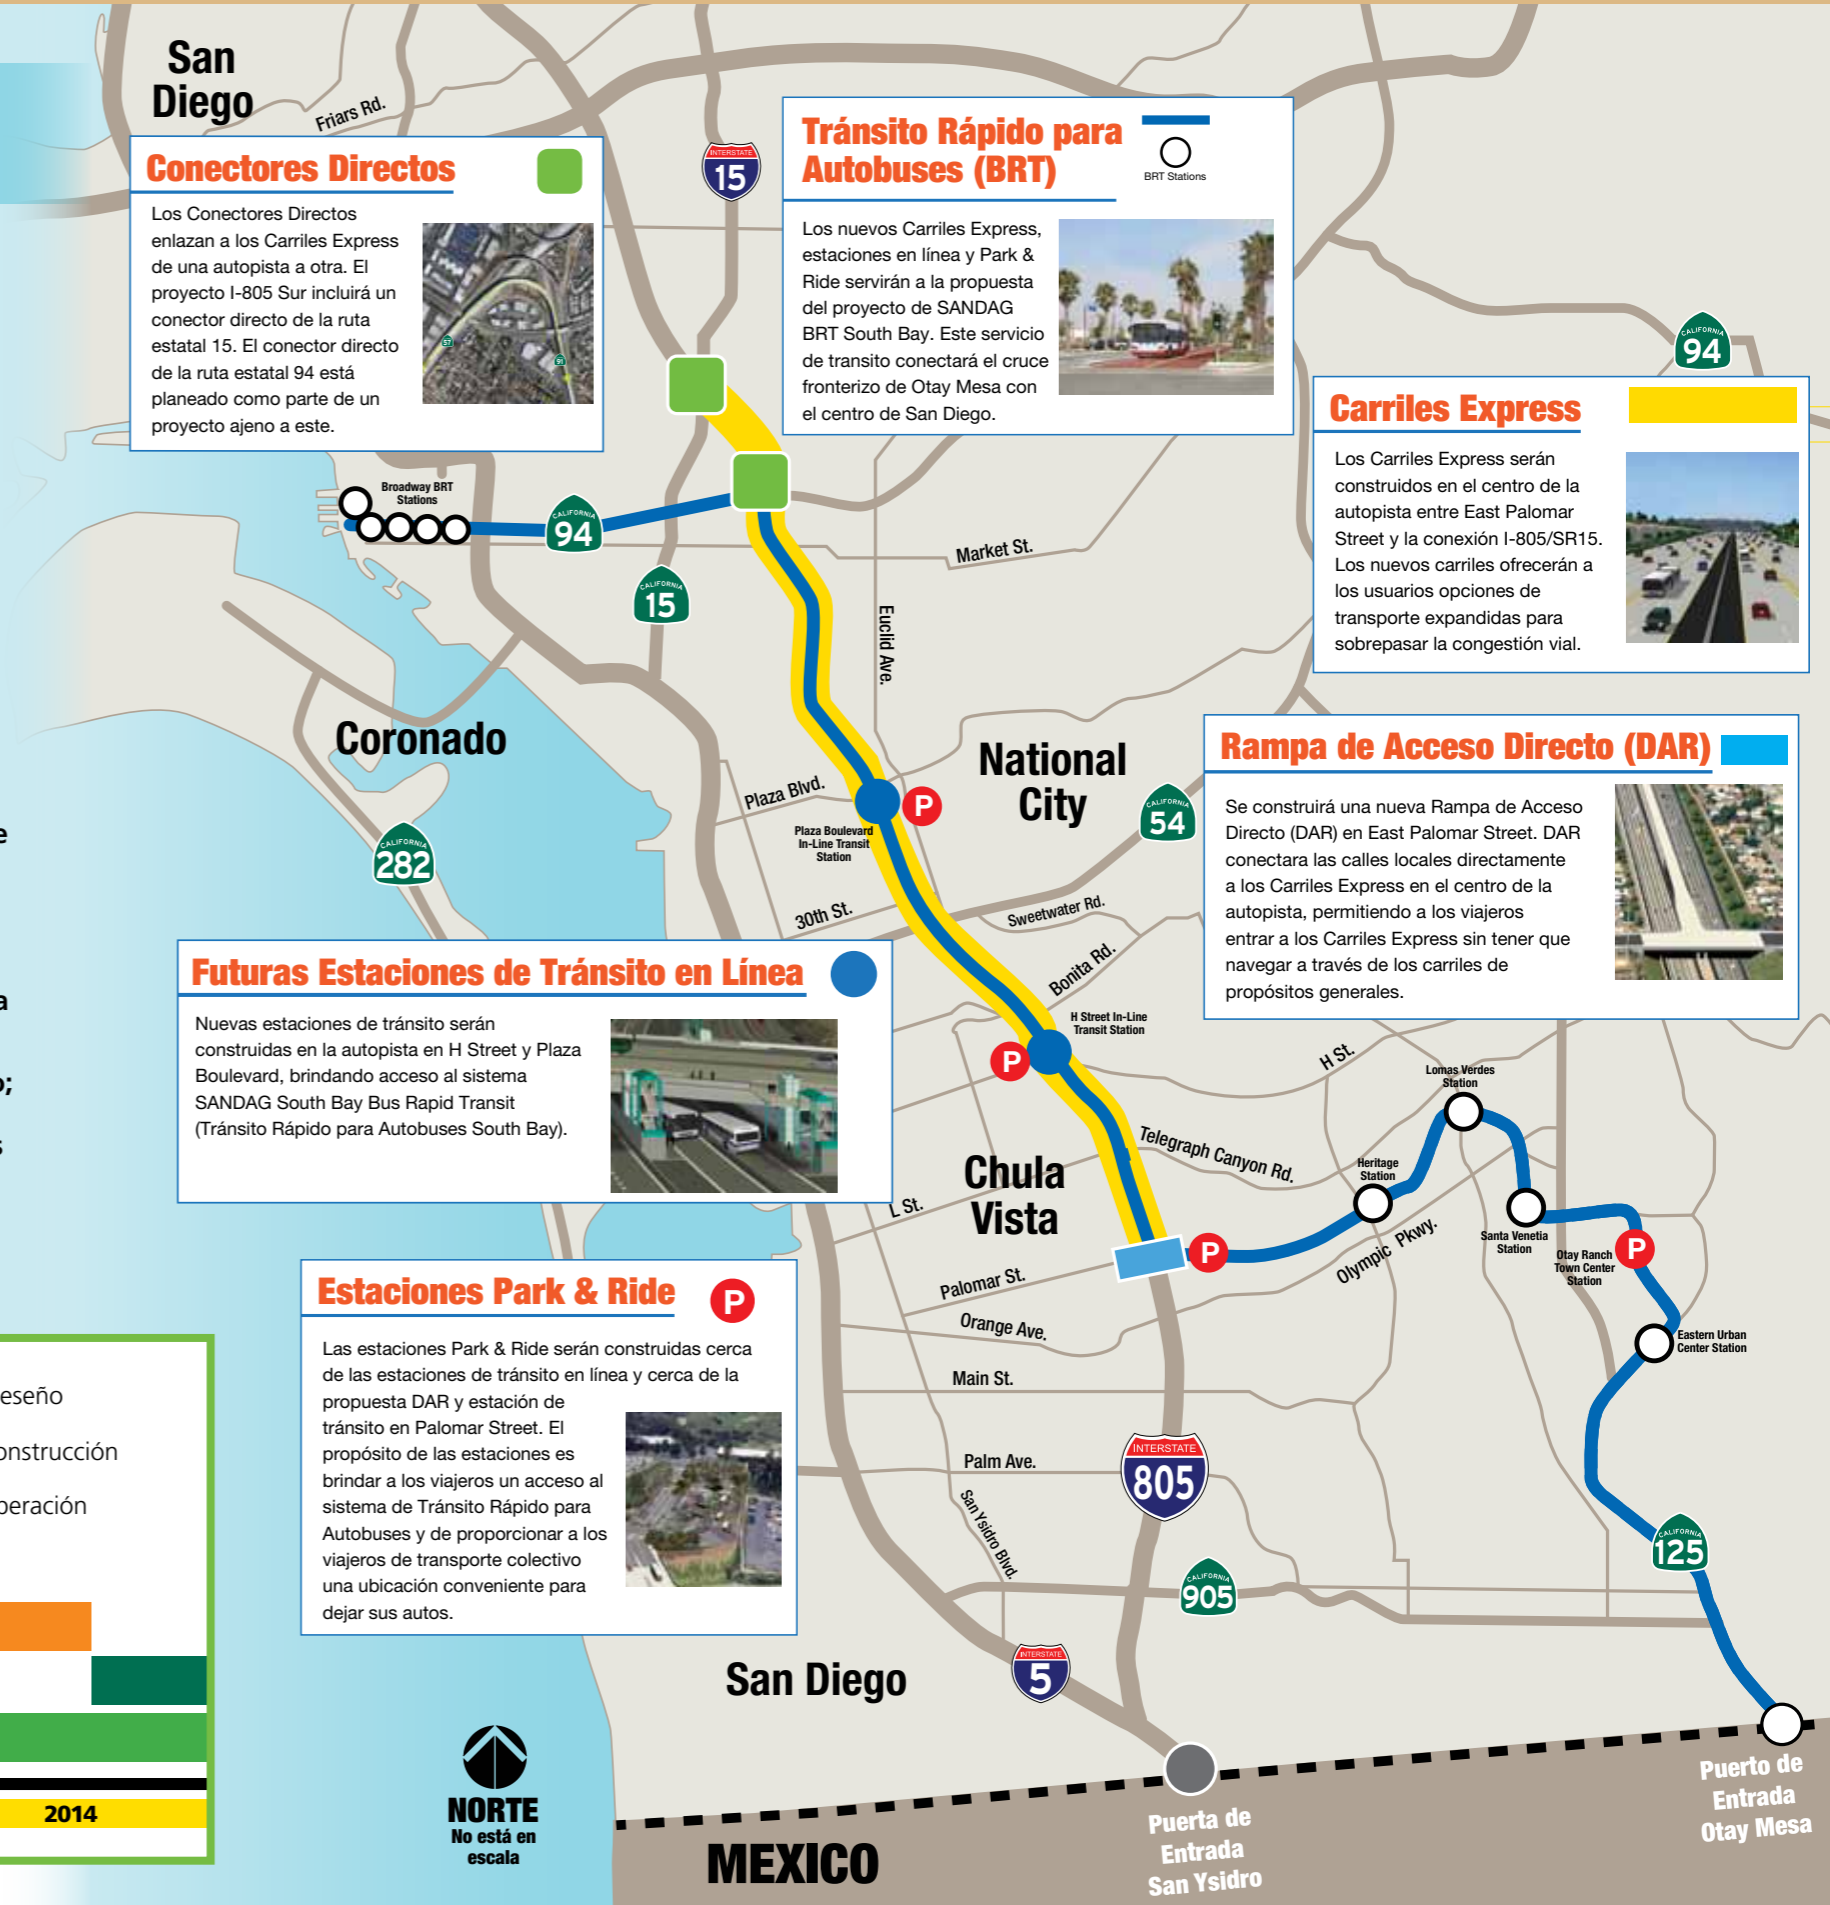 San
Diego
Friars Rd.
Conectores Directos
Los Conectores Directos
enlazan a los Carriles Express
de una autopista a otra. El
proyecto I-805 Sur incluirá un
conector directo de la ruta
estatal 15. El conector directo
de la ruta estatal 94 está
planeado como parte de un
proyecto ajeno a este.
57
91
INTERSTATE
15
Tránsito Rápido para
Autobuses (BRT)
BRT Stations
Los nuevos Carriles Express,
estaciones en línea y Park &
Ride servirán a la propuesta
del proyecto de SANDAG
BRT South Bay. Este servicio
de transito conectará el cruce
fronterizo de Otay Mesa con
el centro de San Diego.
CALIFORNIA
94
Carriles Express
Los Carriles Express serán
construidos en el centro de la
autopista entre East Palomar
Street y la conexión I-805/SR15.
Los nuevos carriles ofrecerán a
los usuarios opciones de
transporte expandidas para
sobrepasar la congestión vial.
Broadway BRT
Stations
CALIFORNIA
94
Market St.
CALIFORNIA
15
Euclid Ave.
Coronado
National
City
Plaza Blvd.
P
Plaza Boulevard
In-Line Transit
Station
CALIFORNIA
54
CALIFORNIA
282
Rampa de Acceso Directo (DAR)
Se construirá una nueva Rampa de Acceso
Directo (DAR) en East Palomar Street. DAR
conectara las calles locales directamente
a los Carriles Express en el centro de la
autopista, permitiendo a los viajeros
entrar a los Carriles Express sin tener que
navegar a través de los carriles de
propósitos generales.
30th St.
Sweetwater Rd.
Bonita Rd.
Futuras Estaciones de Tránsito en Línea
Nuevas estaciones de tránsito serán
construidas en la autopista en H Street y Plaza
Boulevard, brindando acceso al sistema
SANDAG South Bay Bus Rapid Transit
(Tránsito Rápido para Autobuses South Bay).
H Street In-Line
Transit Station
P
H St.
Lomas Verdes
Station
Telegraph Canyon Rd.
Heritage
Station
Chula
Vista
L St.
Santa Venetia
Station
Otay Ranch
Town Center
Station
P
P
Olympic Pkwy.
Palomar St.
Orange Ave.
Eastern Urban
Center Station
Main St.
Estaciones Park & Ride
P
Las estaciones Park & Ride serán construidas cerca
de las estaciones de tránsito en línea y cerca de la
propuesta DAR y estación de
tránsito en Palomar Street. El
propósito de las estaciones es
brindar a los viajeros un acceso al
sistema de Tránsito Rápido para
Autobuses y de proporcionar a los
viajeros de transporte colectivo
una ubicación conveniente para
dejar sus autos.
Palm Ave.
INTERSTATE
805
San Ysidro Blvd.
CALIFORNIA
125
CALIFORNIA
905
San Diego
INTERSTATE
5
e
a
o;
s
eseño
onstrucción
peración
2014
NORTE
No está en
escala
MEXICO
Puerta de
Entrada
San Ysidro
Puerto de
Entrada
Otay Mesa